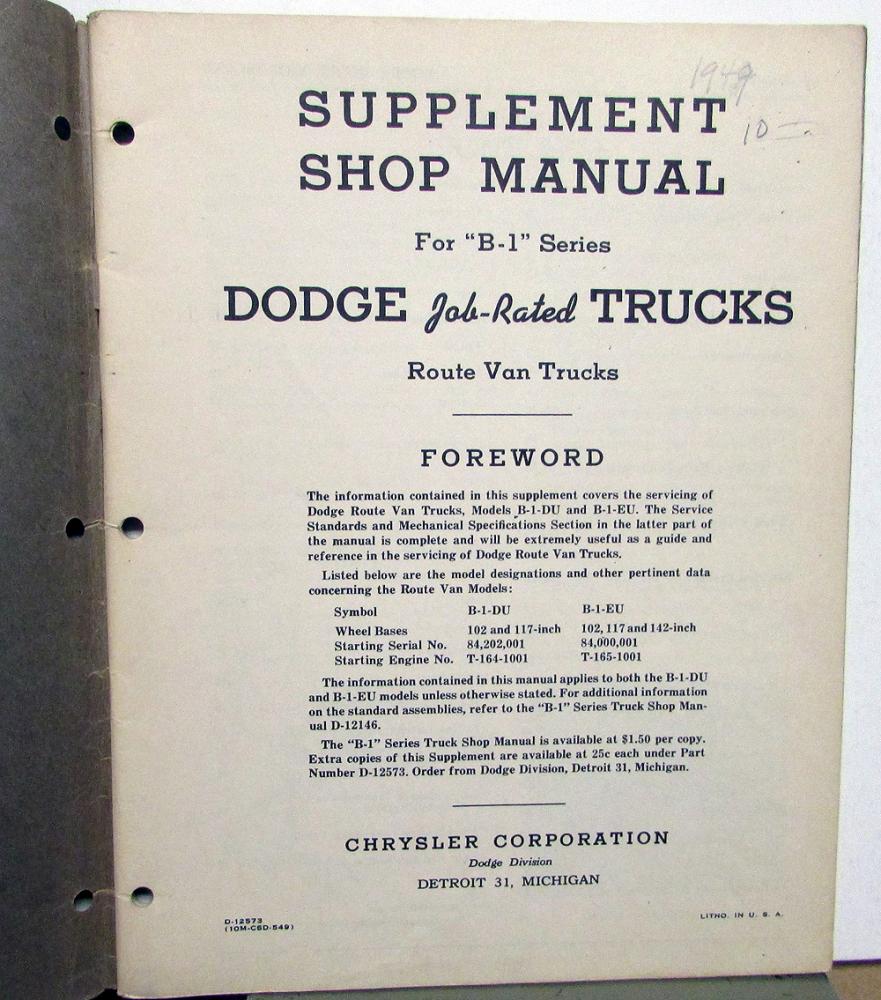 1949
SUPPLEMENT
10 =
SHOP MANUAL
For “B-1” Series
DODGE Job-Rated TRUCKS
Route Van Trucks
FOREWORD
The information contained in this supplement covers the servicing of
Dodge Route Van Trucks, Models B-1-DU and B-1-EU. The Service
Standards and Mechanical Specifications Section in the latter part of
the manual is complete and will be extremely useful as a guide and
reference in the servicing of Dodge Route Van Trucks.
Listed below are the model designations and other pertinent data
concerning the Route Van Models:
Symbol B-1-DU B-1-EU
Wheel Bases 102 and 117-inch 102, 117 and 142-inch
Starting Serial No. 84,202,001 84,000,001
Starting Engine No. T-164-1001 T-165-1001
The information contained in this manual applies to both the B-1-DU
and B-1-EU models unless otherwise stated. For additional information
on the standard assemblies, refer to the “B-1” Series Truck Shop Man-
ual D-12146.
The “B-1” Series Truck Shop Manual is available at $1.50 per copy.
Extra copies of this Supplement are available at 25c each under Part
Number D-12573. Order from Dodge Division, Detroit 31, Michigan.
CHRYSLER CORPORATION
Dodge Division
DETROIT 31, MICHIGAN
D-12573
(10M-C6D-549)
LITHO. IN U. S. A.